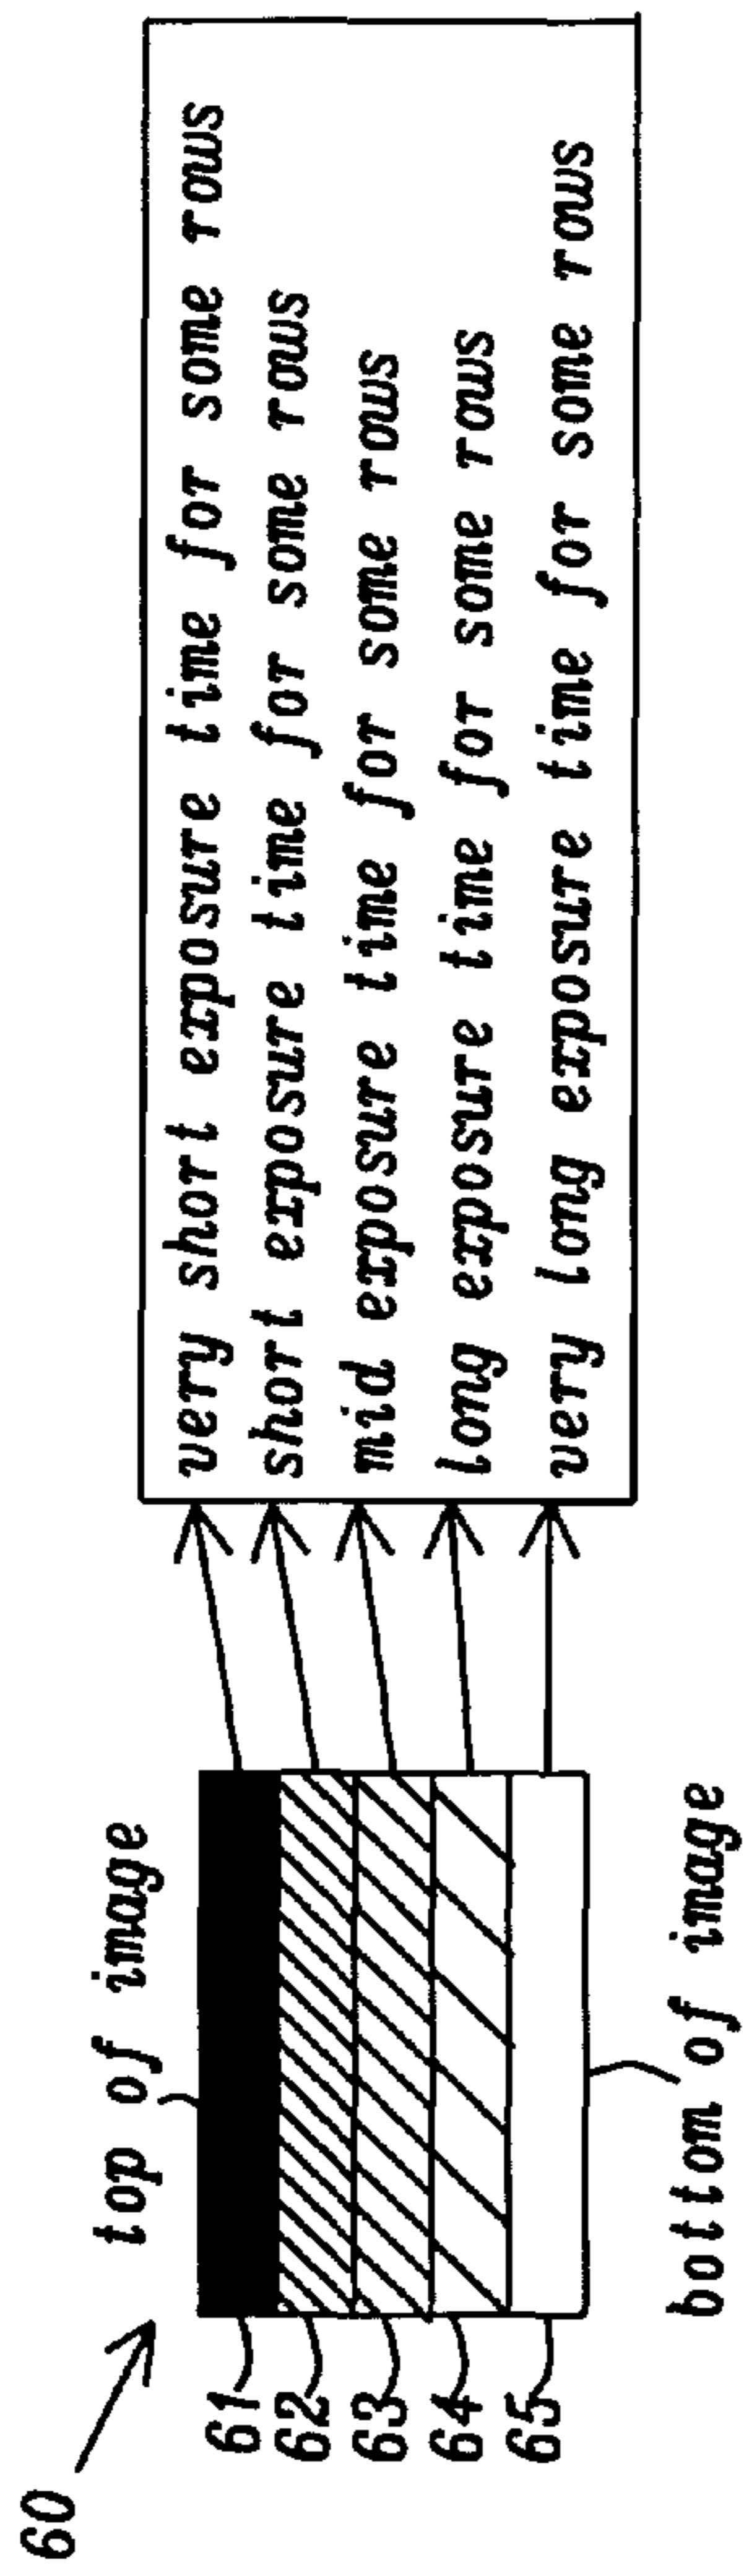 60
top of image
61
62
63
64
65
bottom of image
very short exposure time for some rows
short exposure time for some rows
mid exposure time for some rows
long exposure time for some rows
very long exposure time for some rows